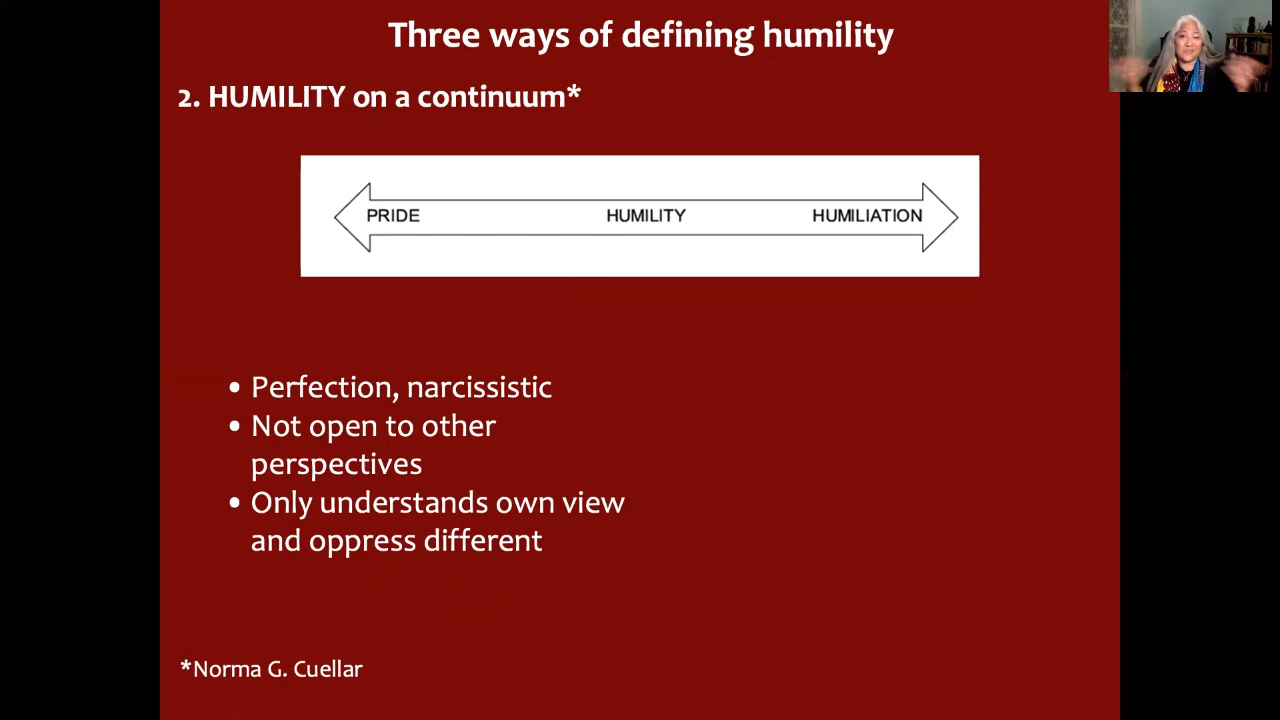 Three ways of defining humility
2. HUMILITY on a continuum*
PRIDE HUMILITY HUMILIATION
• Perfection, narcissistic
• Not open to other
perspectives
• Only understands own view
and oppress different
*Norma G. Cuellar